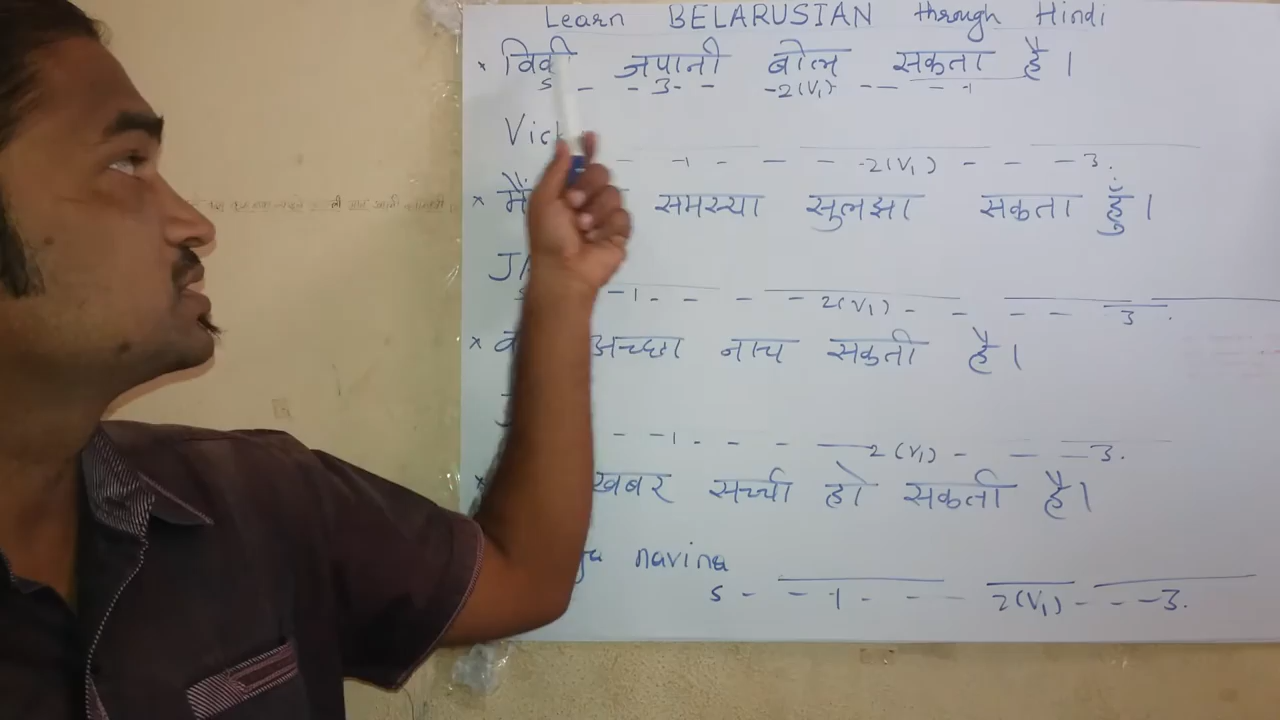 Learn BELARUSIAN through Hindi
× विकी जापानी बोल सकता है।
S - - 3 - - -2(V₁)- -- - -1
Vick
- -1 - - - -2(V₁) - - -3.
× मैं समस्या सुलझा सकता हूँ।
-1- - - - 2(V₁) - - - - 3.
× अच्छा नाच सकती है।
- -1- - - - 2(V₁) - - -3.
× खबर सच्ची हो सकती है।
navina
S - - -1 - - 2(V₁) - - -3.